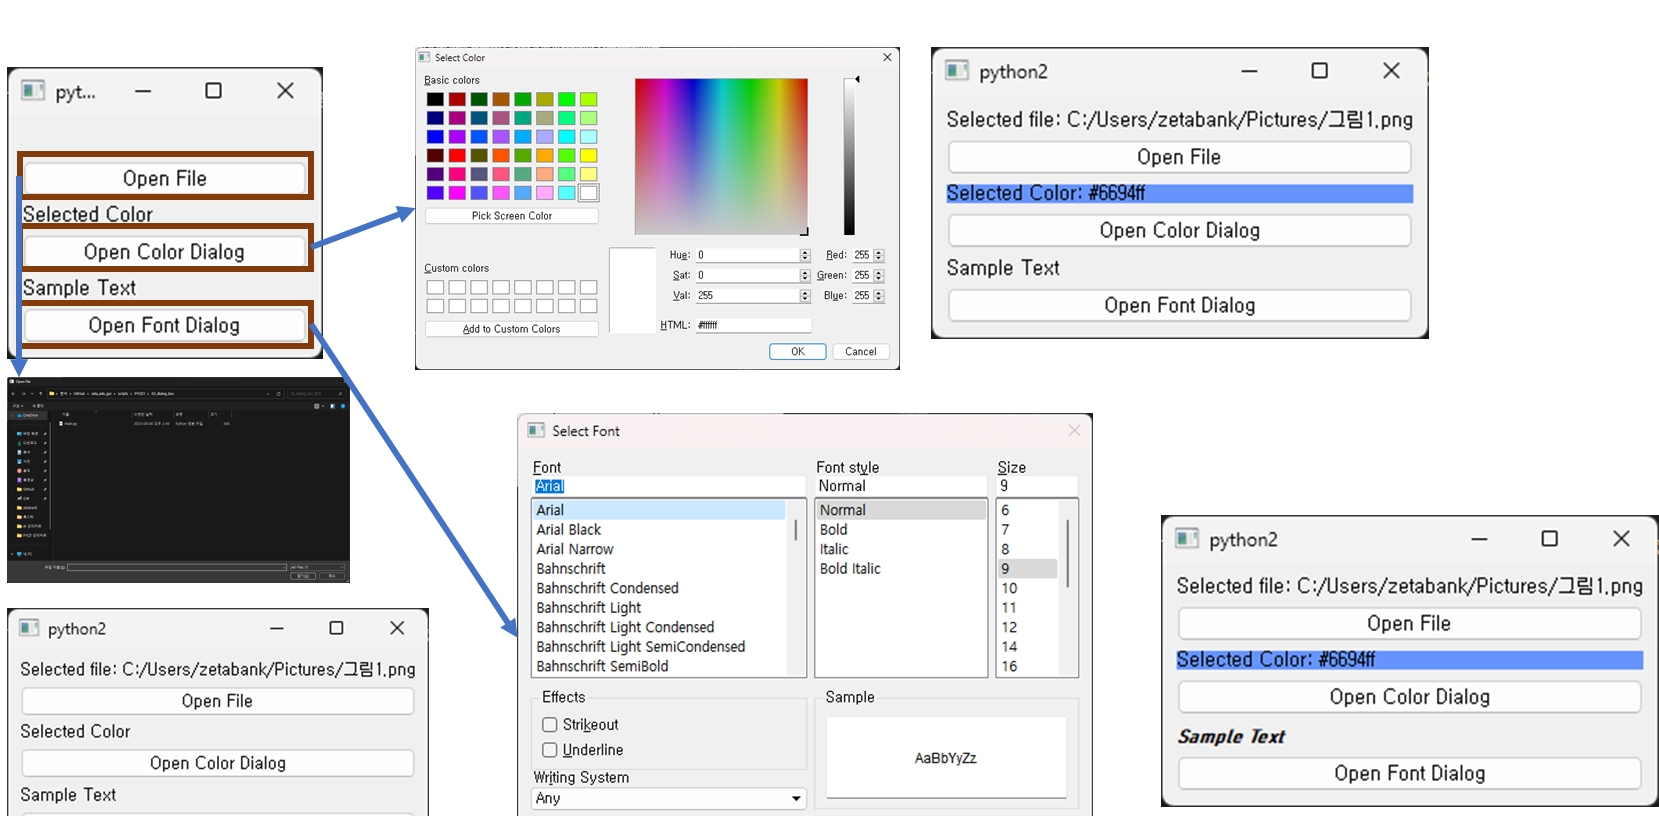 pyt...
Open File
Selected Color
Open Color Dialog
Sample Text
Open Font Dialog
Select Color
Basic colors
Pick Screen Color
Custom colors
Add to Custom Colors
Hue: 0
Sat: 0
Val: 255
Red: 255
Green: 255
Blue: 255
HTML: #ffffff
OK
Cancel
python2
Selected file: C:/Users/zetabank/Pictures/그림1.png
Open File
Selected Color: #6694ff
Open Color Dialog
Sample Text
Open Font Dialog
Open File
python2
Selected file: C:/Users/zetabank/Pictures/그림1.png
Open File
Selected Color
Open Color Dialog
Sample Text
Select Font
Font
Arial
Arial
Arial Black
Arial Narrow
Bahnschrift
Bahnschrift Condensed
Bahnschrift Light
Bahnschrift Light Condensed
Bahnschrift Light SemiCondensed
Bahnschrift SemiBold
Font style
Normal
Normal
Bold
Italic
Bold Italic
Size
9
6
7
8
9
10
11
12
14
16
Effects
Strikeout
Underline
Writing System
Any
Sample
AaBbYyZz
python2
Selected file: C:/Users/zetabank/Pictures/그림1.png
Open File
Selected Color: #6694ff
Open Color Dialog
Sample Text
Open Font Dialog